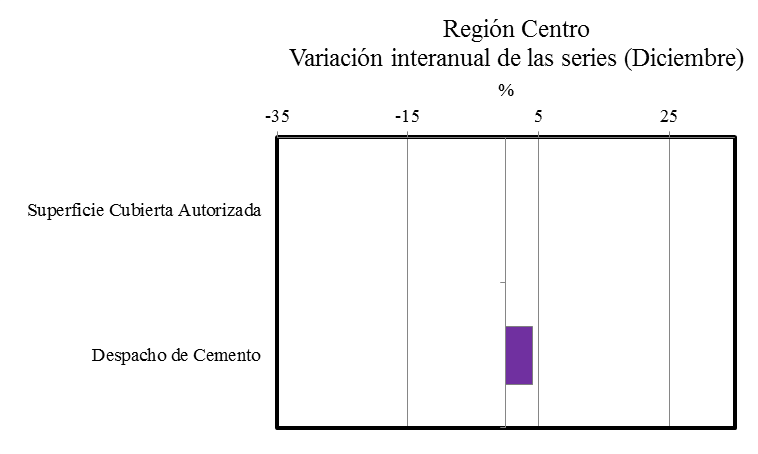 Región Centro
Variación interanual de las series (Diciembre)
%
-35 -15 5 25
Superficie Cubierta Autorizada
Despacho de Cemento